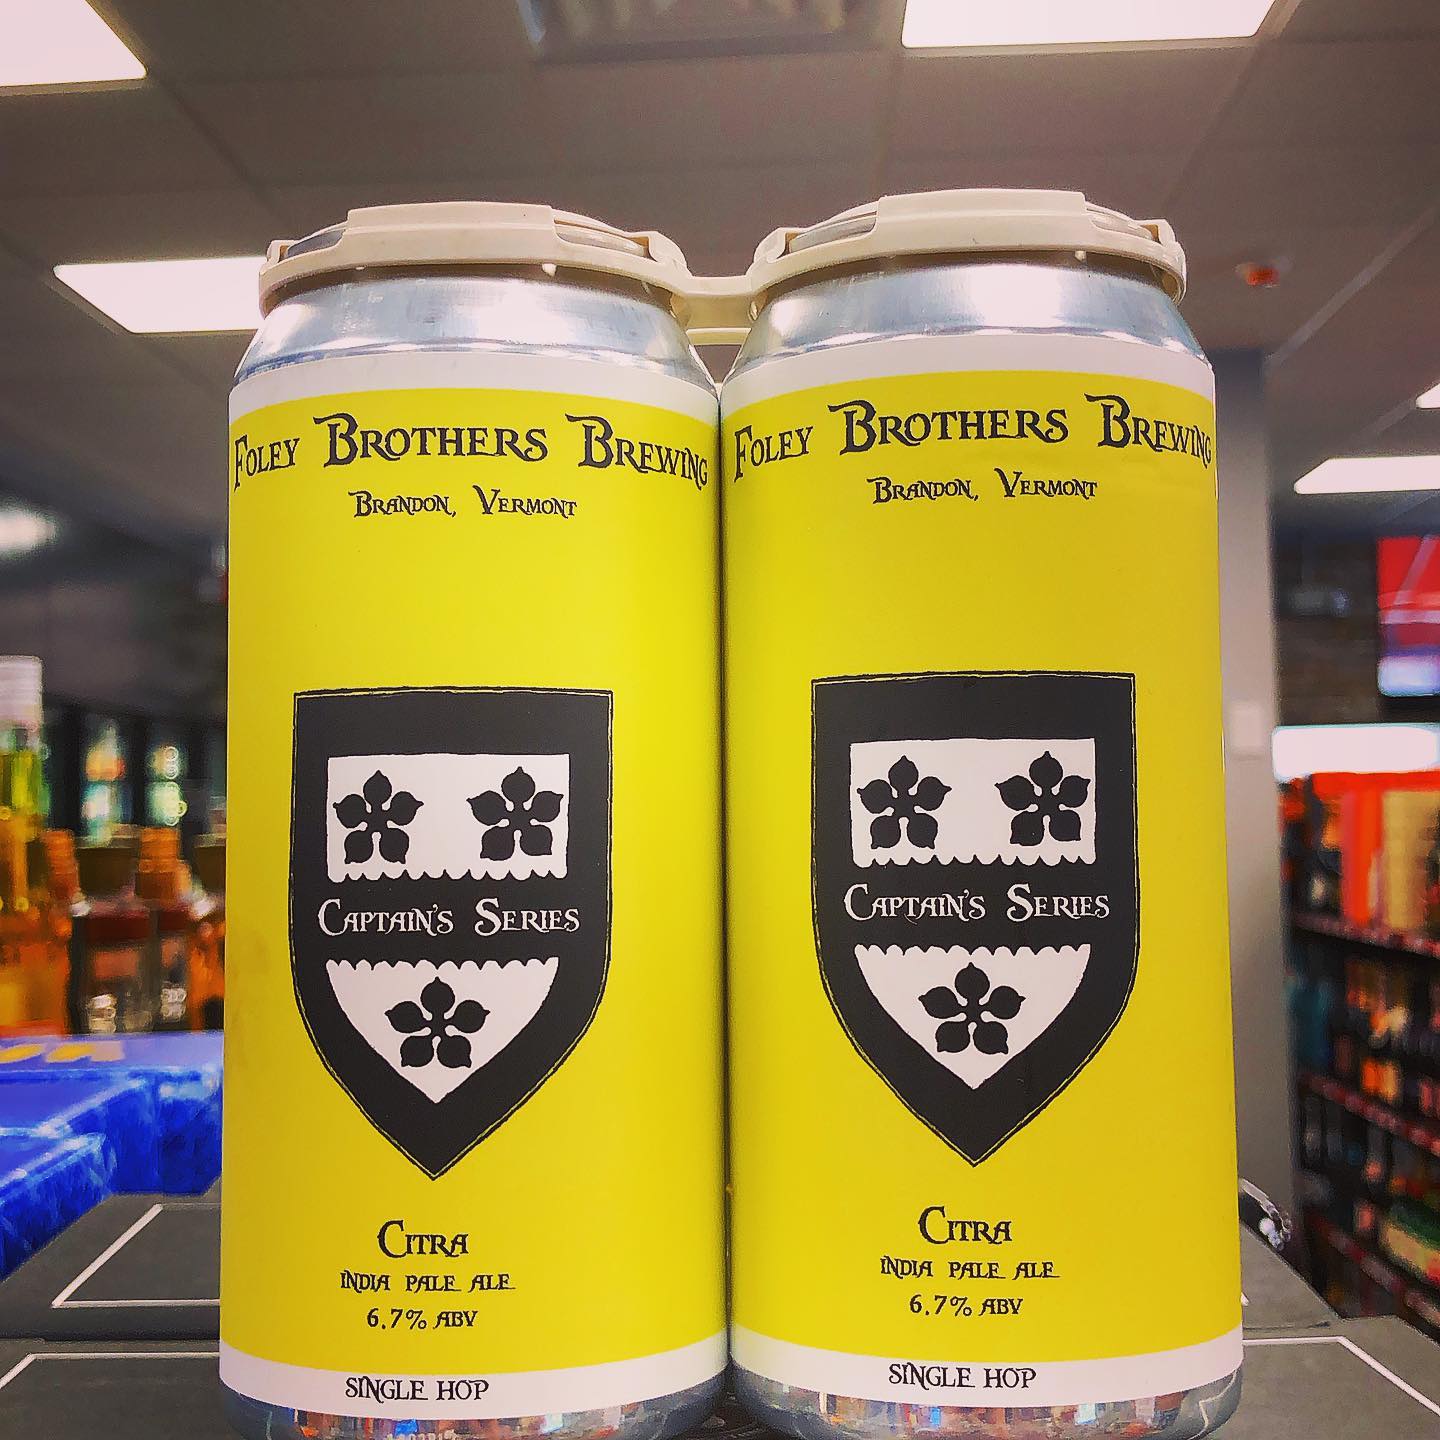 Foley Brothers Brewing
Brandon, Vermont
Captain's Series
Citra
India Pale Ale
6.7% ABV
Single Hop
Foley Brothers Brewing
Brandon, Vermont
Captain's Series
Citra
India Pale Ale
6.7% ABV
Single Hop